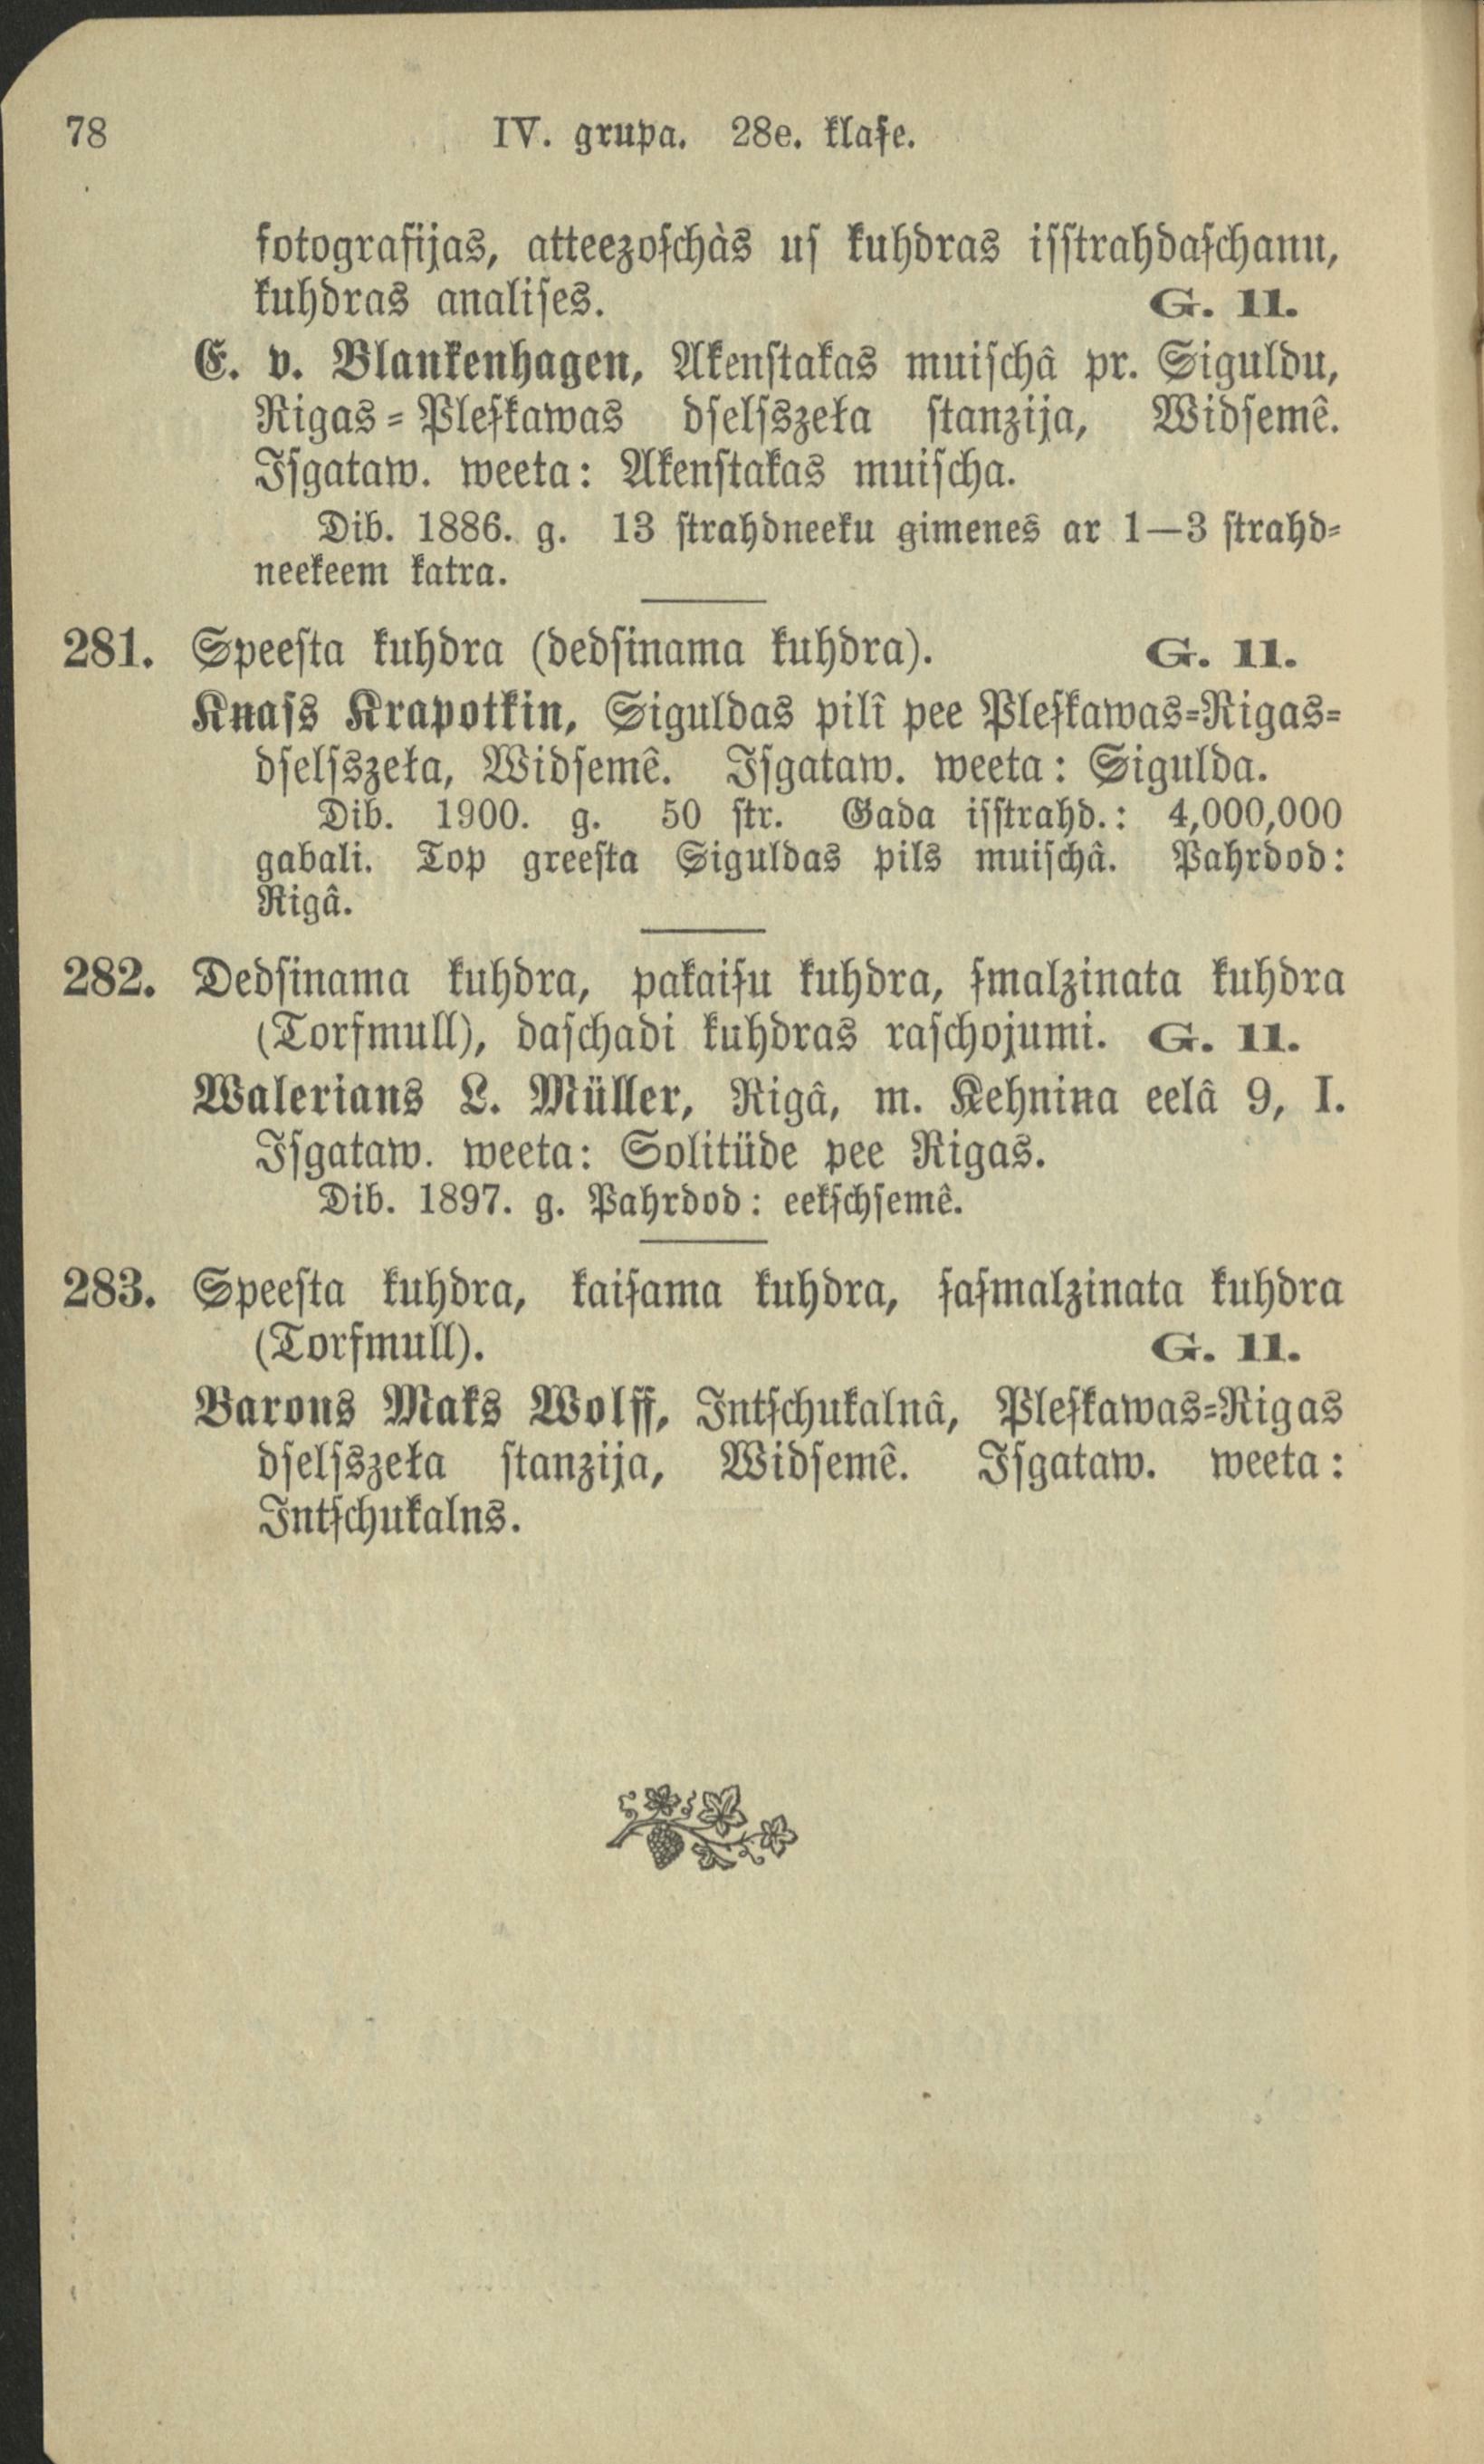 78 IV. grupa. 28e. klaſe.
fotografijas, atteezoſchàs uſ kuhdras iſſtrahdaſchanu,
kuhdras analiſes. G. 11.
E. v. Blankenhagen, Akenſtakas muiſchâ pr. Siguldu,
Rigas-Pleſkawas dſelſszeļa ſtanzija, Widſemê.
Iſgataw. weeta: Akenſtakas muiſcha.
Dib. 1886. g. 13 ſtrahdneeku gimenes ar 1—3 ſtrahd-
neekeem katra.
281. Speeſta kuhdra (dedſinama kuhdra). G. 11.
Knaſs Krapotkin, Siguldas pilî pee Pleſkawas-Rigas-
dſelſszeļa, Widſemê. Iſgataw. weeta: Sigulda.
Dib. 1900. g. 50 ſtr. Gada iſſtrahd.: 4,000,000
gabali. Top greeſta Siguldas pils muiſchâ. Pahrdod:
Rigâ.
282. Dedſinama kuhdra, pakaiſu kuhdra, ſmalzinata kuhdra
(Torfmull), daſchadi kuhdras raſchojumi. G. 11.
Walerians L. Müller, Rigâ, m. Kehnina eelâ 9, I.
Iſgataw. weeta: Solitüde pee Rigas.
Dib. 1897. g. Pahrdod: eekſchſemê.
283. Speeſta kuhdra, kaiſama kuhdra, ſaſmalzinata kuhdra
(Torfmull). G. 11.
Barons Maks Wolff, Intſchukalnâ, Pleſkawas-Rigas
dſelſszeļa ſtanzija, Widſemê. Iſgataw. weeta:
Intſchukalns.